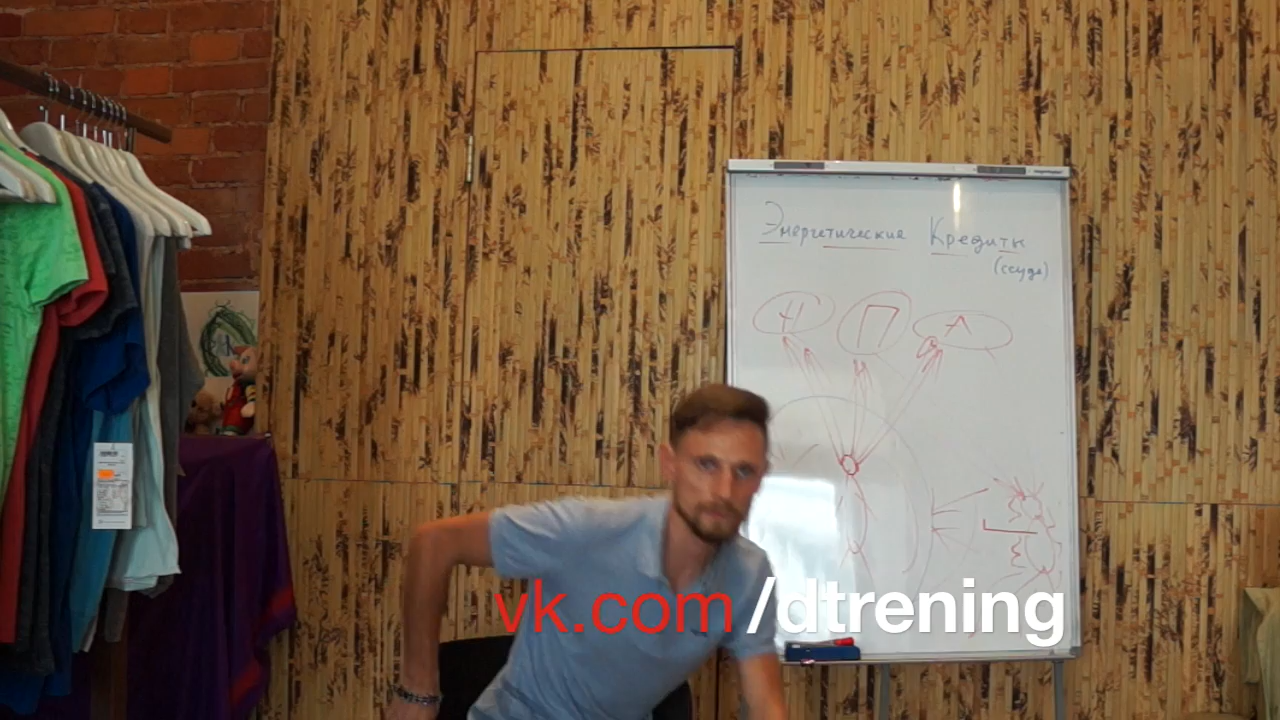 Энергетические Кредиты
(ссуда)
Н П А
vk.com/dtrening